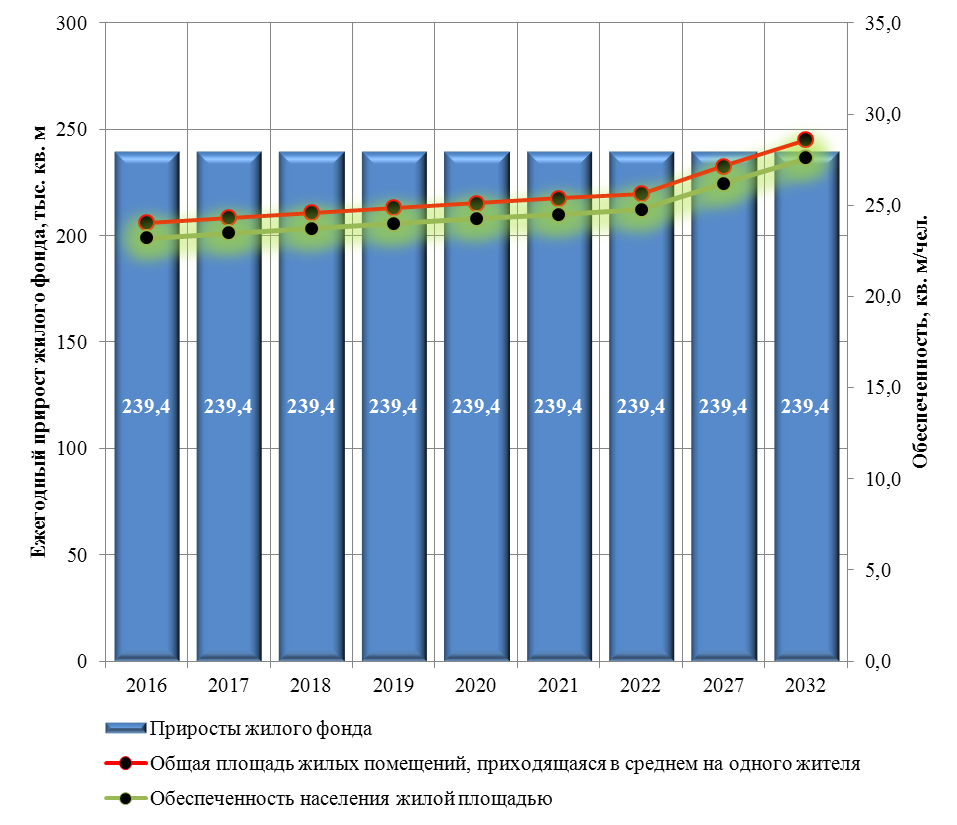 300
250
200
150
100
50
0
Ежегодный прирост жилого фонда, тыс. кв. м
35,0
30,0
25,0
20,0
15,0
10,0
5,0
0,0
Обеспеченность, кв. м/чел.
239,4 239,4 239,4 239,4 239,4 239,4 239,4 239,4 239,4
2016 2017 2018 2019 2020 2021 2022 2027 2032
Приросты жилого фонда
Общая площадь жилых помещений, приходящаяся в среднем на одного жителя
Обеспеченность населения жилой площадью